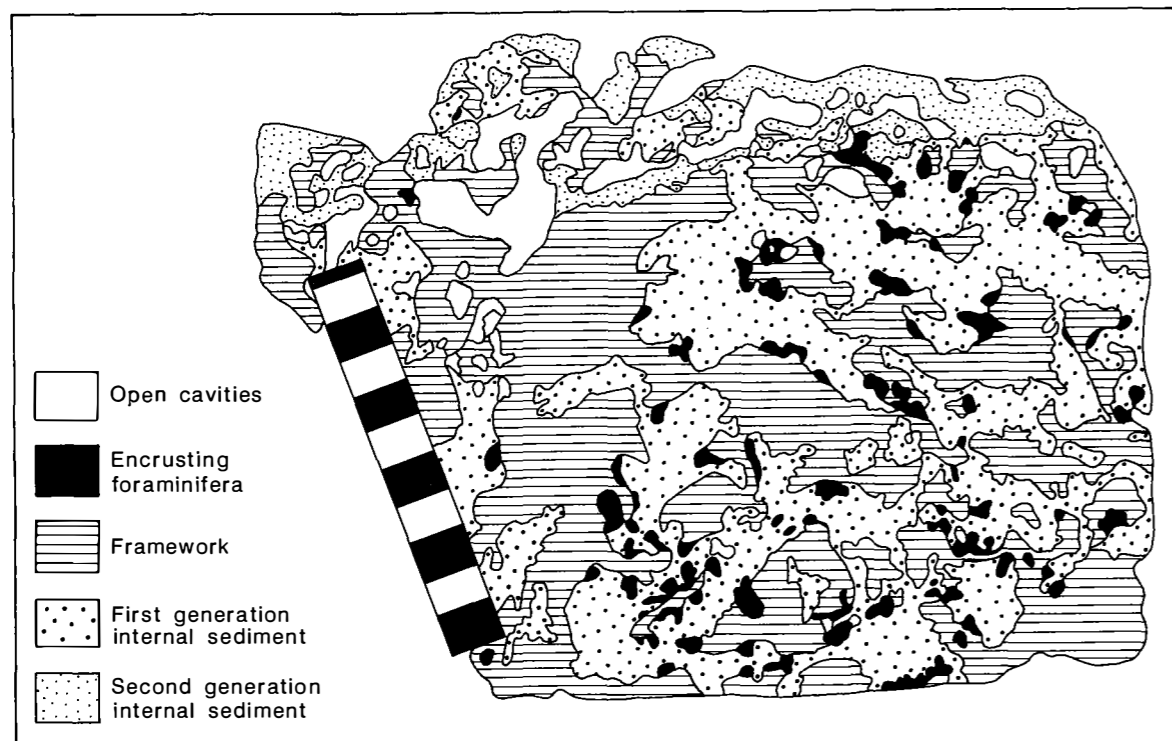 Open cavities
Encrusting
foraminifera
Framework
First generation
internal sediment
Second generation
internal sediment